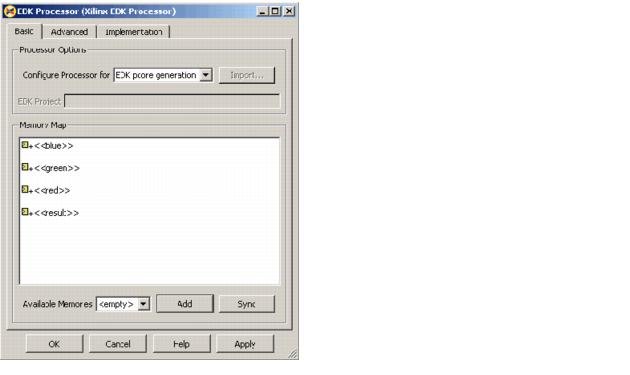 EDK Processor (Xilinx EDK Processor)
Basic Advanced Implementation
Processor Options
Configure Processor for EDK pcore generation Import...
EDK Project
Memory Map
+<<blue>>
+<<green>>
+<<red>>
+<<result>>
Available Memories <empty> Add Sync
OK Cancel Help Apply